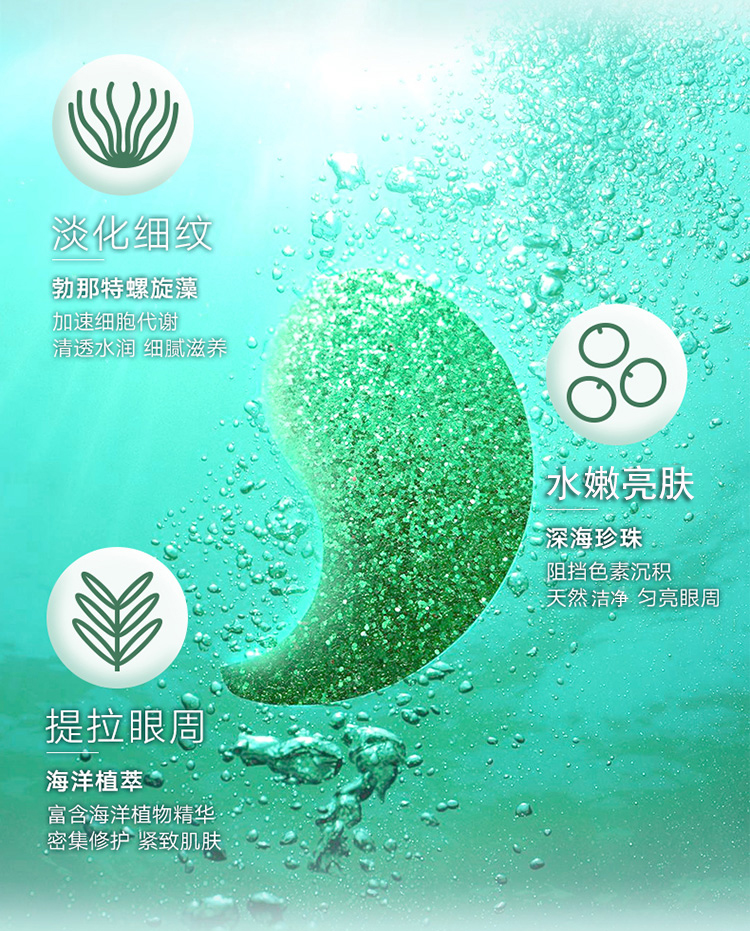 淡化细纹
勃那特螺旋藻
加速细胞代谢
清透水润 细腻滋养
水嫩亮肤
深海珍珠
阻挡色素沉积
天然洁净 匀亮眼周
提拉眼周
海洋植萃
富含海洋植物精华
密集修护 紧致肌肤